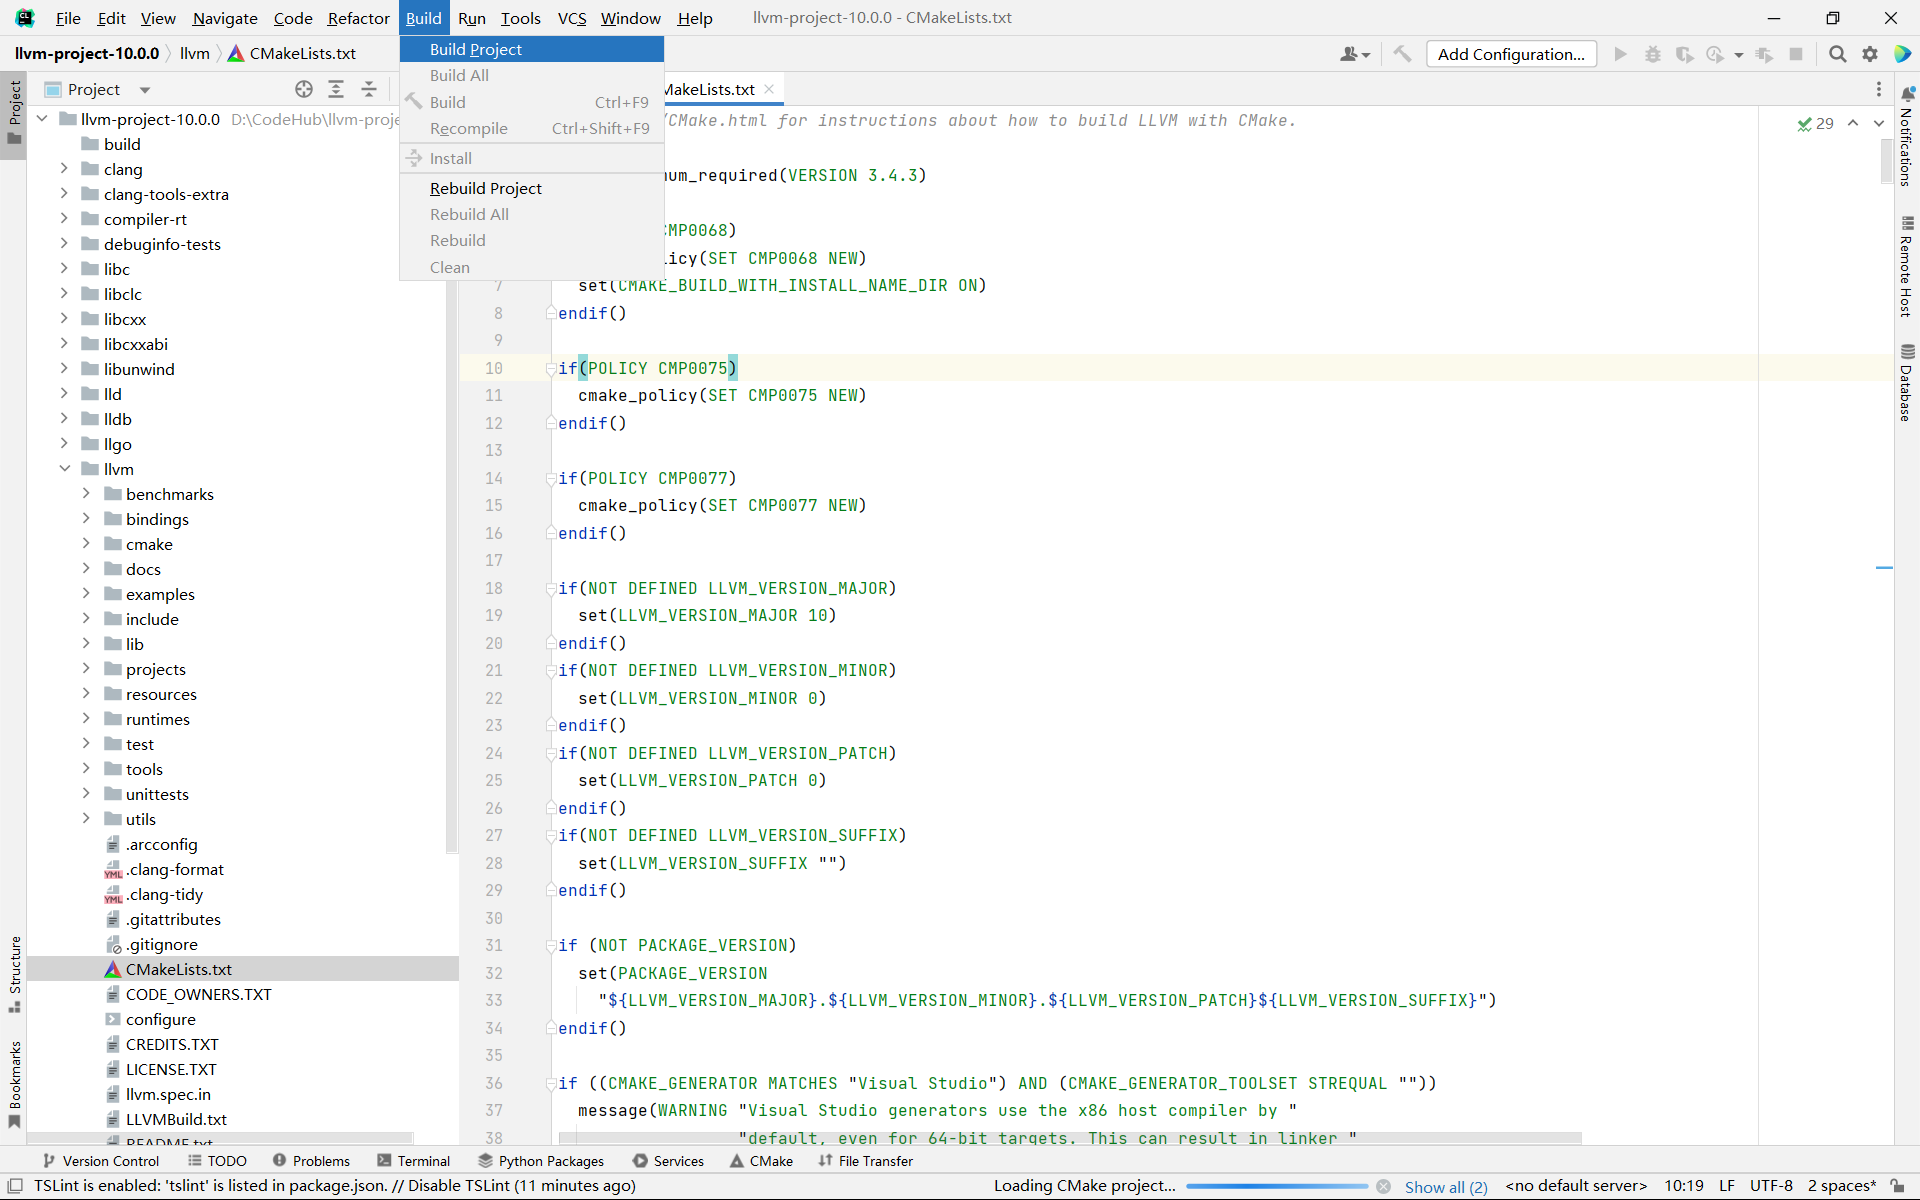 File Edit View Navigate Code Refactor Build Run Tools VCS Window Help llvm-project-10.0.0 - CMakeLists.txt
llvm-project-10.0.0 llvm CMakeLists.txt
Add Configuration...
Build Project
Build All
Build Ctrl+F9
Recompile Ctrl+Shift+F9
Install
Rebuild Project
Rebuild All
Rebuild
Clean
Project
Project
Structure
Bookmarks
llvm-project-10.0.0 D:\CodeHub\llvm-proje
build
clang
clang-tools-extra
compiler-rt
debuginfo-tests
libc
libclc
libcxx
libcxxabi
libunwind
lld
lldb
llgo
llvm
benchmarks
bindings
cmake
docs
examples
include
lib
projects
resources
runtimes
test
tools
unittests
utils
.arcconfig
.clang-format
.clang-tidy
.gitattributes
.gitignore
CMakeLists.txt
CODE_OWNERS.TXT
configure
CREDITS.TXT
LICENSE.TXT
llvm.spec.in
LLVMBuild.txt
README.txt
MakeLists.txt
/CMake.html for instructions about how to build LLVM with CMake.
num_required(VERSION 3.4.3)
CMP0068)
licy(SET CMP0068 NEW)
7 set(CMAKE_BUILD_WITH_INSTALL_NAME_DIR ON)
8 endif()
9
10 if(POLICY CMP0075)
11 cmake_policy(SET CMP0075 NEW)
12 endif()
13
14 if(POLICY CMP0077)
15 cmake_policy(SET CMP0077 NEW)
16 endif()
17
18 if(NOT DEFINED LLVM_VERSION_MAJOR)
19 set(LLVM_VERSION_MAJOR 10)
20 endif()
21 if(NOT DEFINED LLVM_VERSION_MINOR)
22 set(LLVM_VERSION_MINOR 0)
23 endif()
24 if(NOT DEFINED LLVM_VERSION_PATCH)
25 set(LLVM_VERSION_PATCH 0)
26 endif()
27 if(NOT DEFINED LLVM_VERSION_SUFFIX)
28 set(LLVM_VERSION_SUFFIX "")
29 endif()
30
31 if (NOT PACKAGE_VERSION)
32 set(PACKAGE_VERSION
33 "${LLVM_VERSION_MAJOR}.${LLVM_VERSION_MINOR}.${LLVM_VERSION_PATCH}${LLVM_VERSION_SUFFIX}")
34 endif()
35
36 if ((CMAKE_GENERATOR MATCHES "Visual Studio") AND (CMAKE_GENERATOR_TOOLSET STREQUAL ""))
37 message(WARNING "Visual Studio generators use the x86 host compiler by "
38 "default, even for 64-bit targets. This can result in linker "
29
Notifications
Remote Host
Database
Version Control TODO Problems Terminal Python Packages Services CMake File Transfer
TSLint is enabled: 'tslint' is listed in package.json. // Disable TSLint (11 minutes ago) Loading CMake project... Show all (2) <no default server> 10:19 LF UTF-8 2 spaces*